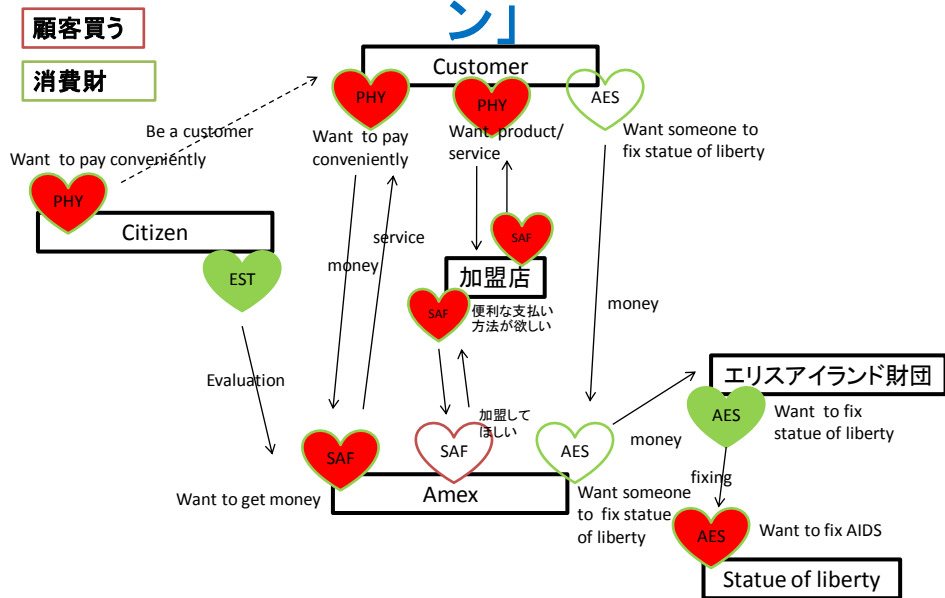 ン」
顧客買う
消費財
Customer
PHY
PHY
AES
Be a customer
Want to pay
conveniently
Want product/
service
Want someone to
fix statue of liberty
Want to pay conveniently
PHY
Citizen
EST
service
money
SAF
加盟店
SAF
便利な支払い
方法が欲しい
money
Evaluation
エリスアイランド財団
AES
Want to fix
statue of liberty
加盟して
ほしい
SAF
SAF
AES
money
Want to get money
Amex
Want someone
to fix statue
of liberty
fixing
AES
Want to fix AIDS
Statue of liberty